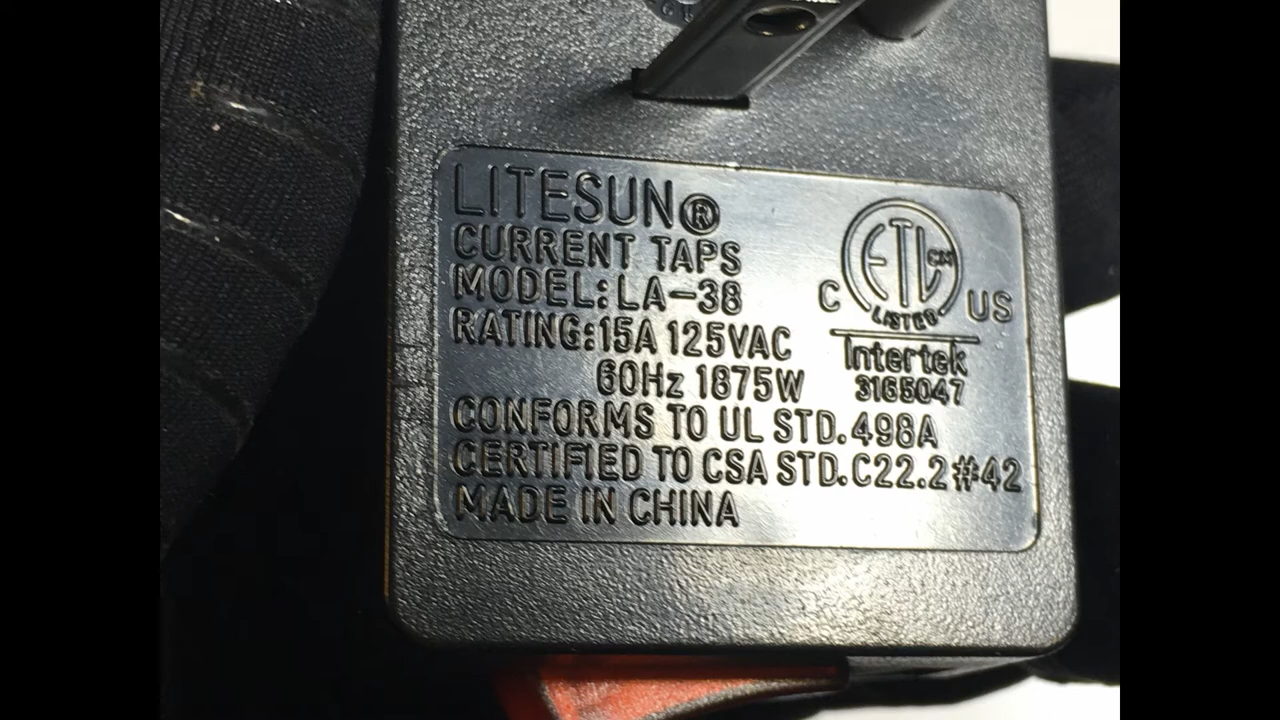 LITESUN®
CURRENT TAPS
MODEL: LA-38
RATING: 15A 125VAC
60Hz 1875W
CONFORMS TO UL STD. 498A
CERTIFIED TO CSA STD. C22.2 #42
MADE IN CHINA
ETL CM
C LISTED US
Intertek
3165047